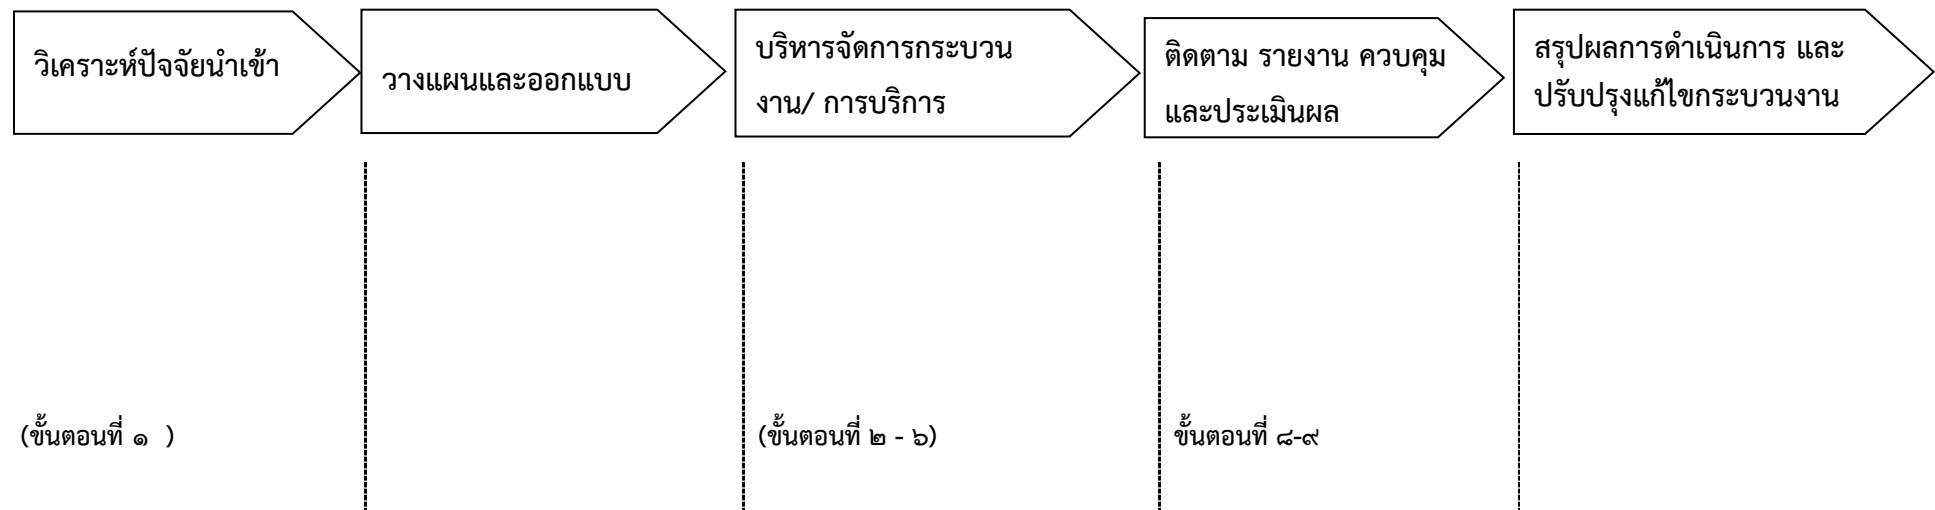 วิเคราะห์ปัจจัยนำเข้า
วางแผนและออกแบบ
บริหารจัดการกระบวน
งาน/ การบริการ
ติดตาม รายงาน ควบคุม
และประเมินผล
สรุปผลการดำเนินการ และ
ปรับปรุงแก้ไขกระบวนงาน
(ขั้นตอนที่ ๑  )
(ขั้นตอนที่ ๒ - ๖)
ขั้นตอนที่ ๘-๙